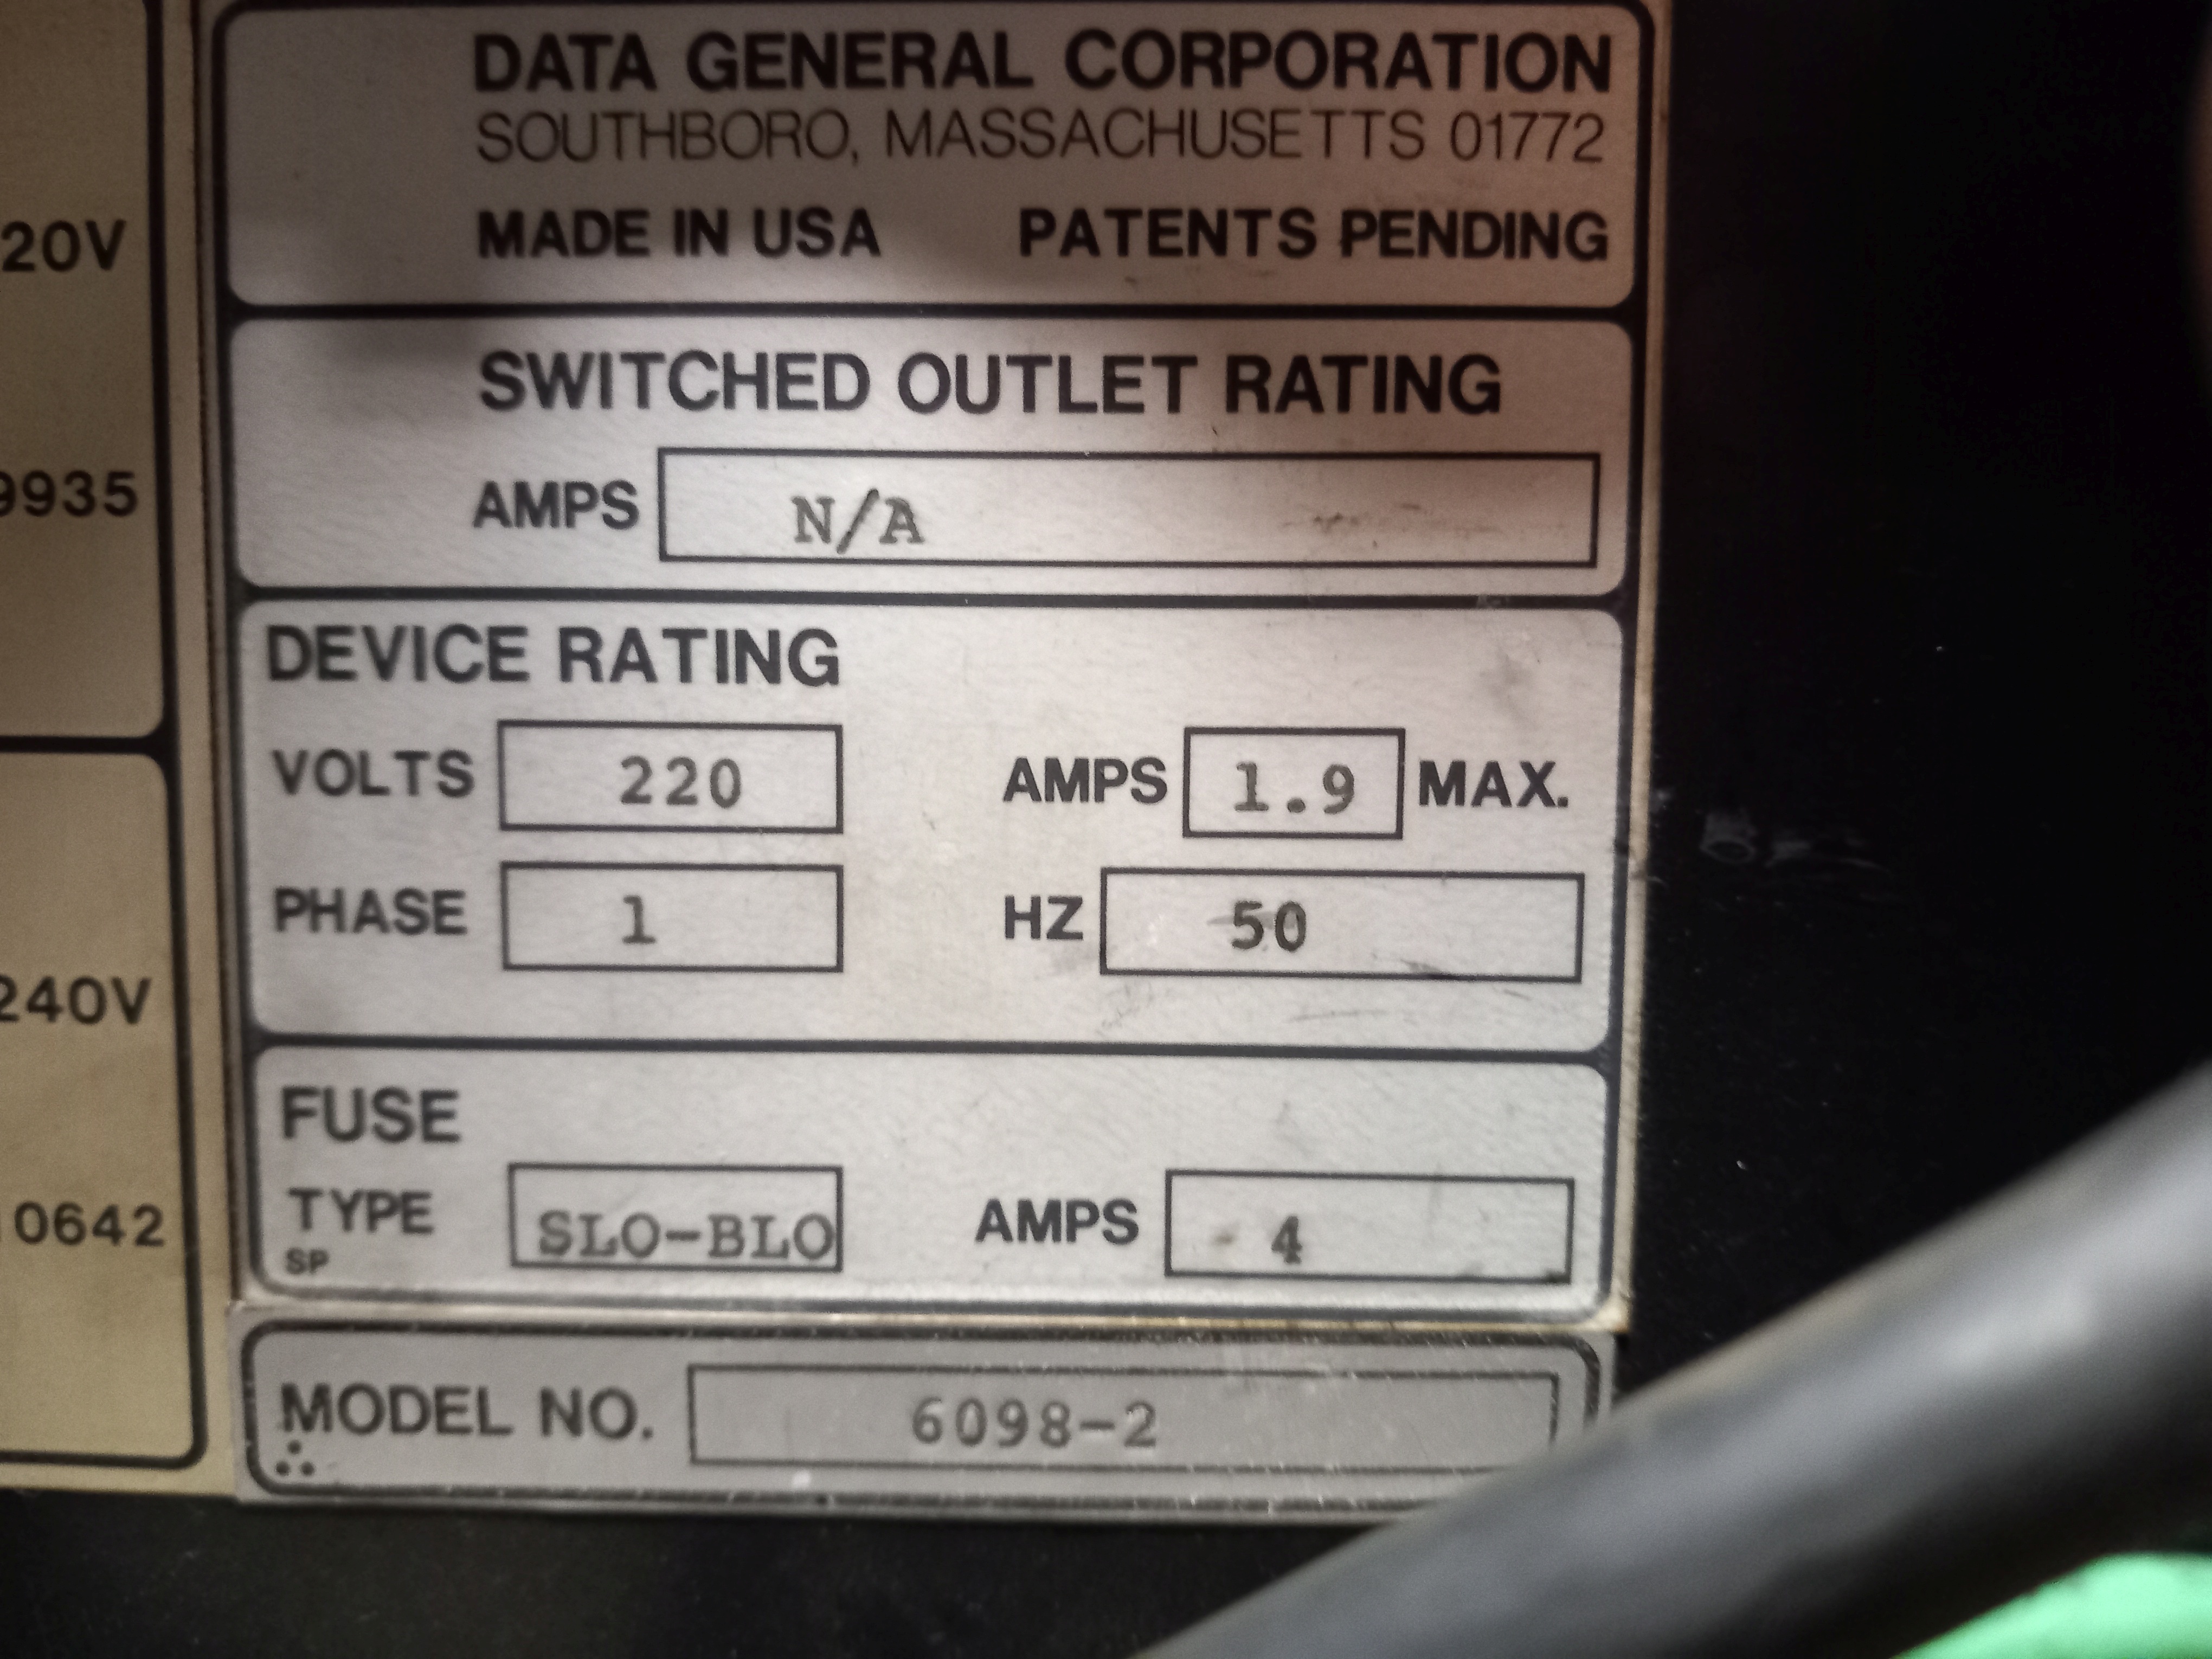 DATA GENERAL CORPORATION
SOUTHBORO, MASSACHUSETTS 01772
MADE IN USA PATENTS PENDING
SWITCHED OUTLET RATING
AMPS N/A
DEVICE RATING
VOLTS 220 AMPS 1.9 MAX.
PHASE 1 HZ 50
FUSE
TYPE SLO-BLO AMPS 4
SP
MODEL NO. 6098-2
20V
9935
240V
0642